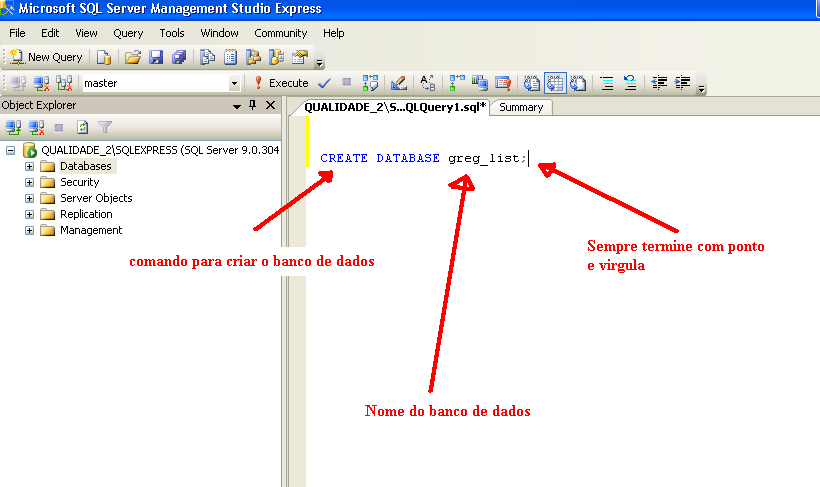 Microsoft SQL Server Management Studio Express
File Edit View Query Tools Window Community Help
New Query
master
Execute
Object Explorer
QUALIDADE_2\S...QLQuery1.sql*
Summary
QUALIDADE_2\SQLEXPRESS (SQL Server 9.0.304
Databases
Security
Server Objects
Replication
Management
CREATE DATABASE greg_list;
comando para criar o banco de dados
Sempre termine com ponto
e virgula
Nome do banco de dados